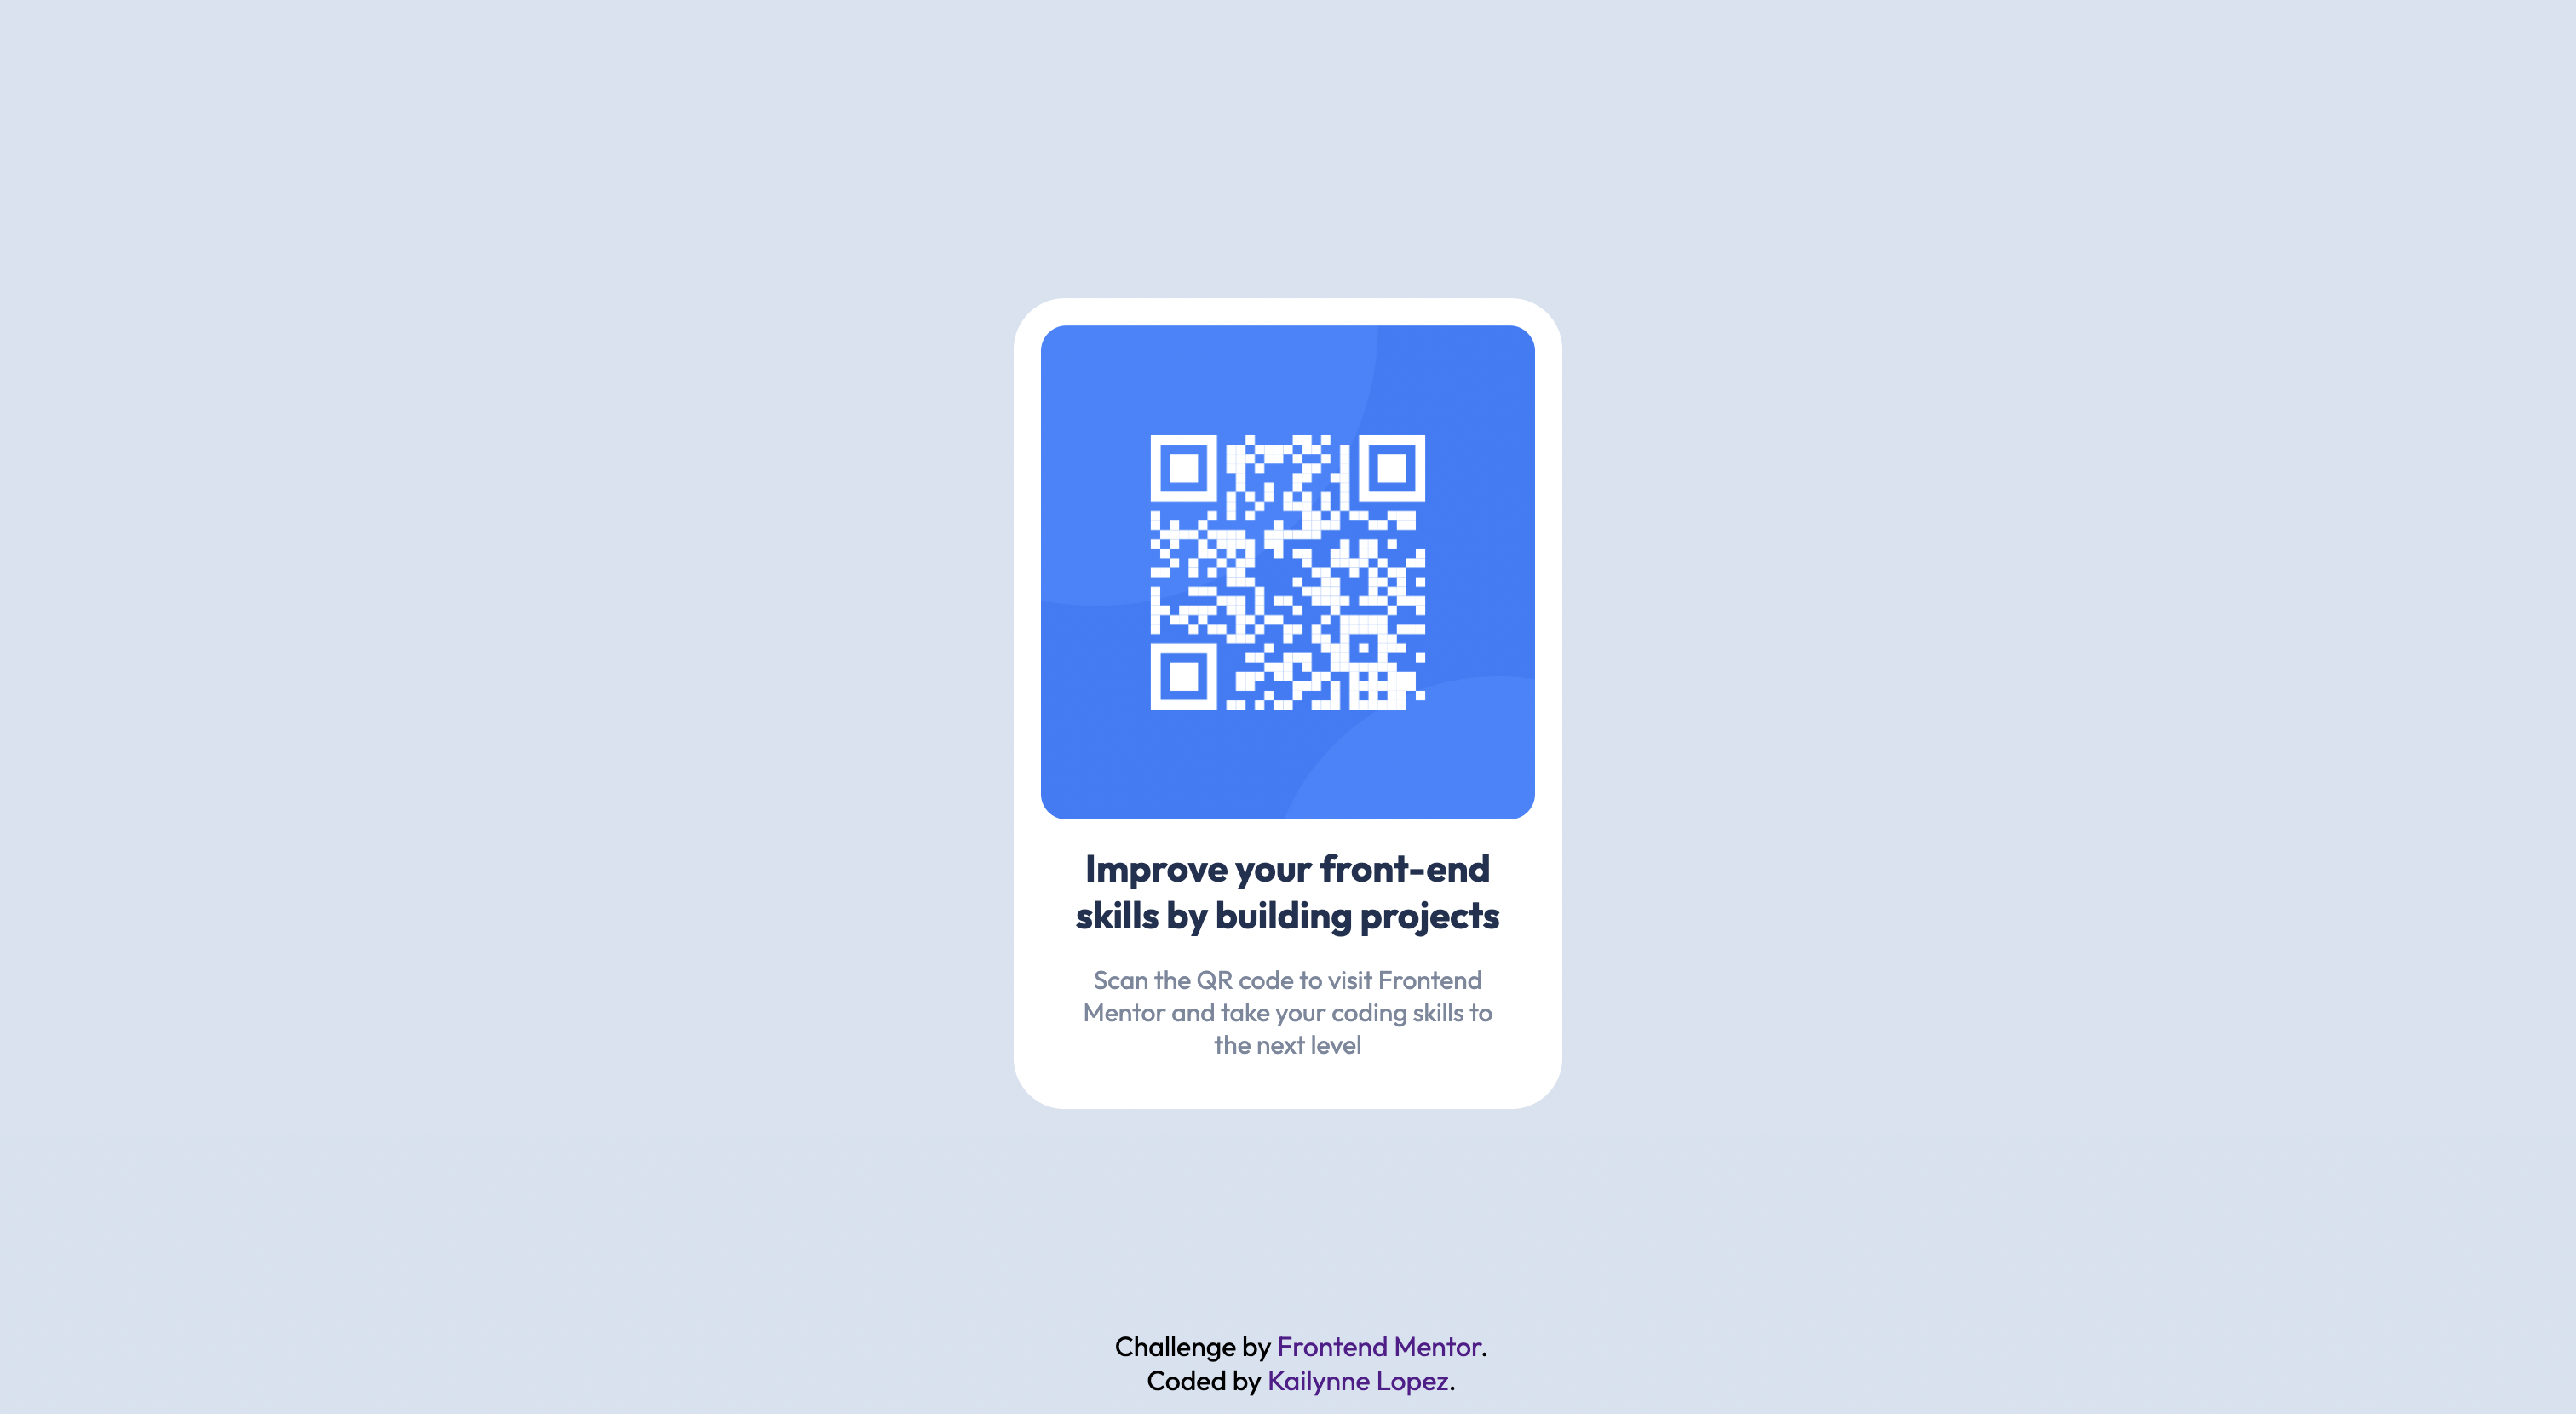 Improve your front-end
skills by building projects
Scan the QR code to visit Frontend
Mentor and take your coding skills to
the next level
Challenge by Frontend Mentor.
Coded by Kailynne Lopez.